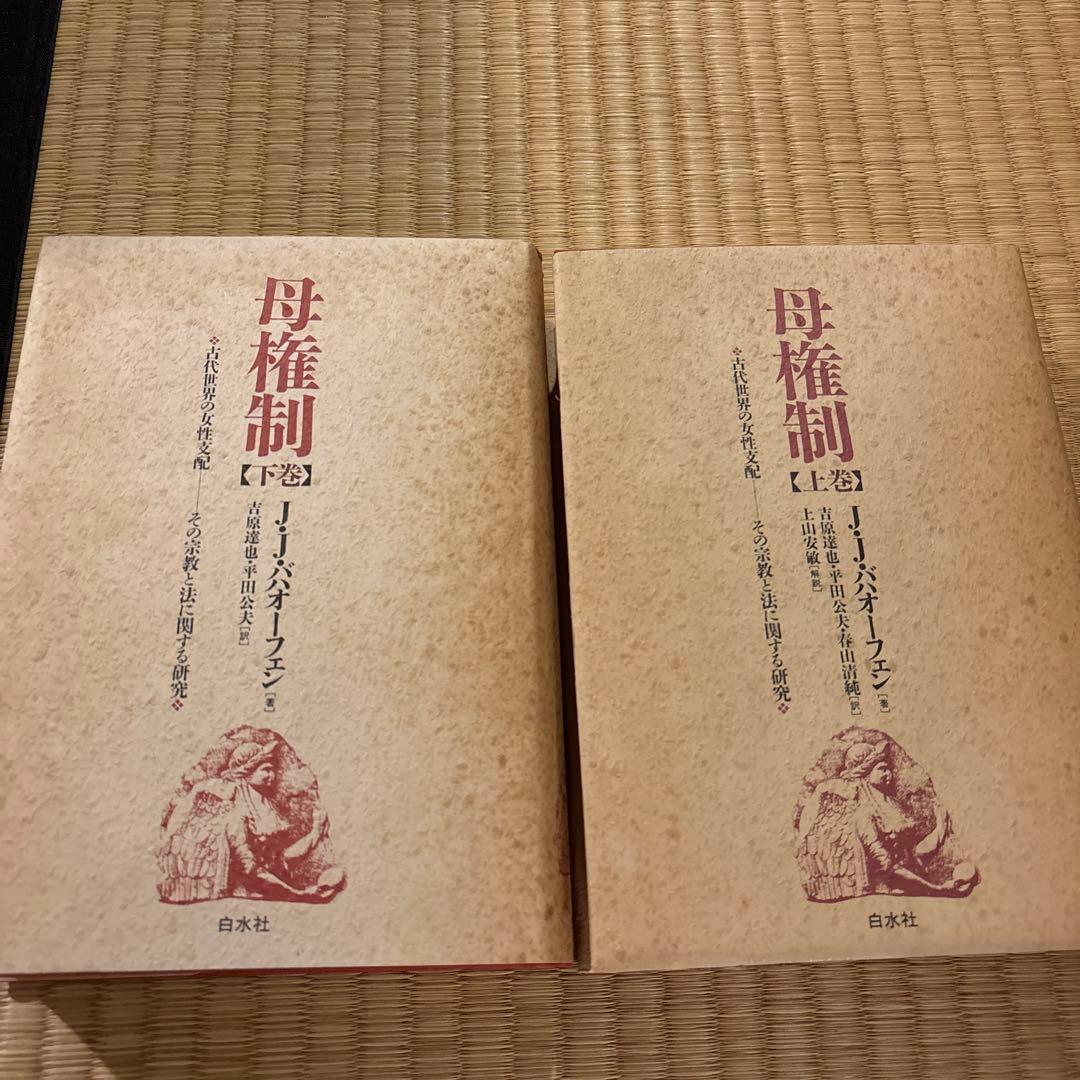 母権制
【下巻】
J・J・バハオーフェン[著]
吉原達也・平田公夫[訳]
❖古代世界の女性支配——その宗教と法に関する研究❖
白水社
母権制
【上巻】
J・J・バハオーフェン[著]
吉原達也・平田公夫・春山清純[訳]
上山安敏[解説]
❖古代世界の女性支配——その宗教と法に関する研究❖
白水社